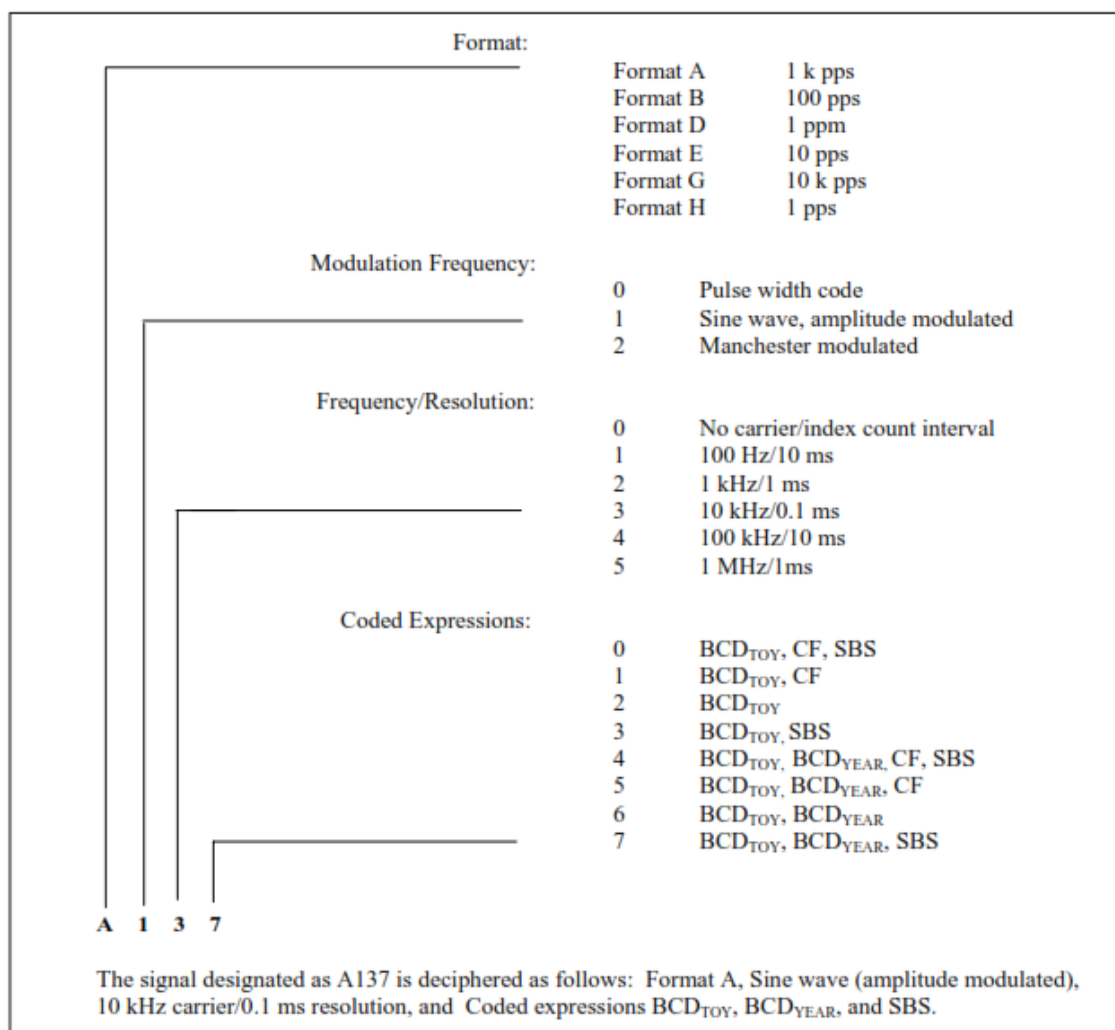 Format:
Format A 1 k pps
Format B 100 pps
Format D 1 ppm
Format E 10 pps
Format G 10 k pps
Format H 1 pps
Modulation Frequency:
0 Pulse width code
1 Sine wave, amplitude modulated
2 Manchester modulated
Frequency/Resolution:
0 No carrier/index count interval
1 100 Hz/10 ms
2 1 kHz/1 ms
3 10 kHz/0.1 ms
4 100 kHz/10 ms
5 1 MHz/1ms
Coded Expressions:
0 BCDTOY, CF, SBS
1 BCDTOY, CF
2 BCDTOY
3 BCDTOY, SBS
4 BCDTOY, BCDYEAR, CF, SBS
5 BCDTOY, BCDYEAR, CF
6 BCDTOY, BCDYEAR
7 BCDTOY, BCDYEAR, SBS
A 1 3 7
The signal designated as A137 is deciphered as follows: Format A, Sine wave (amplitude modulated),
10 kHz carrier/0.1 ms resolution, and Coded expressions BCDTOY, BCDYEAR, and SBS.